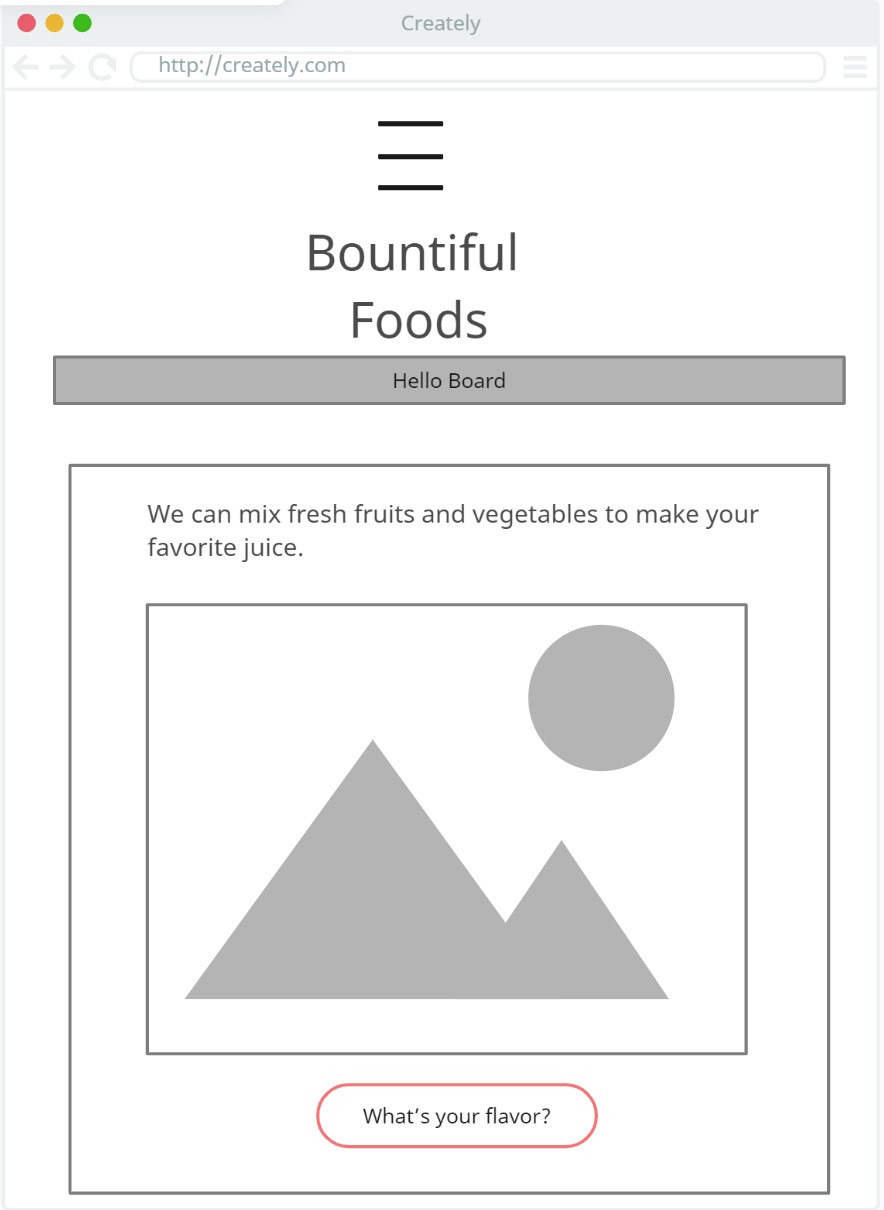 Creately
http://creately.com
Bountiful
Foods
Hello Board
We can mix fresh fruits and vegetables to make your
favorite juice.
What's your flavor?